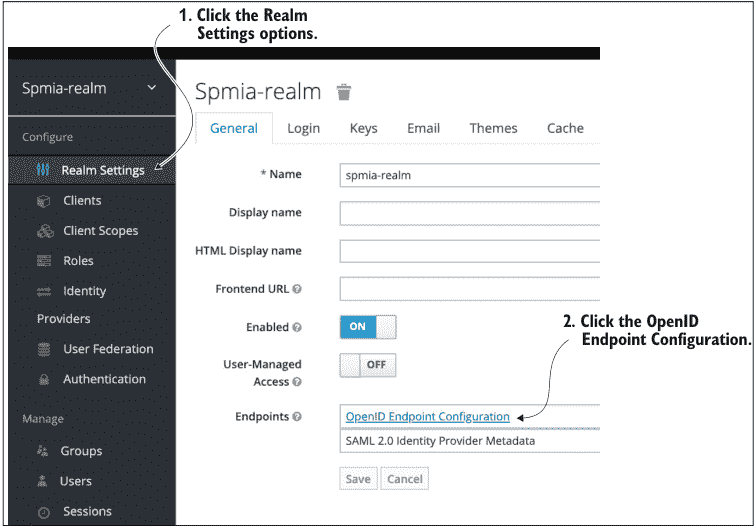 1. Click the Realm
Settings options.
Spmia-realm
Configure
Realm Settings
Clients
Client Scopes
Roles
Identity
Providers
User Federation
Authentication
Manage
Groups
Users
Sessions
Spmia-realm
General Login Keys Email Themes Cache
* Name spmia-realm
Display name
HTML Display name
Frontend URL ?
Enabled ? ON
User-Managed OFF
Access ?
2. Click the OpenID
Endpoint Configuration.
Endpoints ? OpenID Endpoint Configuration
SAML 2.0 Identity Provider Metadata
Save Cancel